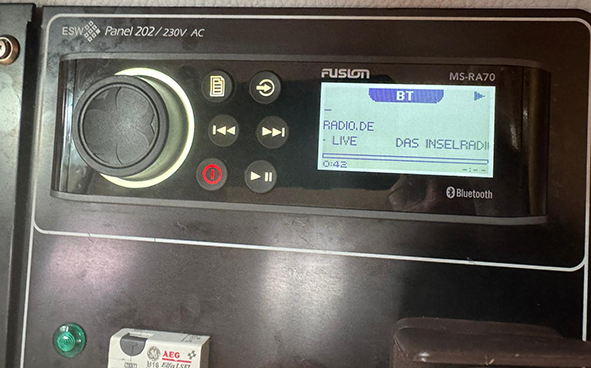 ESW Panel 202 / 230V AC
FUSION MS-RA70
BT
RADIO.DE
- LIVE DAS INSELRADI
0:42 -:--
Bluetooth
AEG